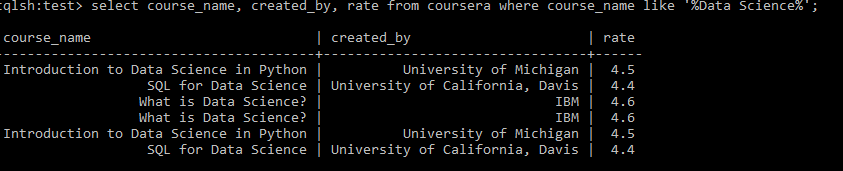 qlsh:test> select course_name, created_by, rate from coursera where course_name like '%Data Science%';
course_name | created_by | rate
----------------------------------------+----------------------------------+------
Introduction to Data Science in Python | University of Michigan | 4.5
SQL for Data Science | University of California, Davis | 4.4
What is Data Science? | IBM | 4.6
What is Data Science? | IBM | 4.6
Introduction to Data Science in Python | University of Michigan | 4.5
SQL for Data Science | University of California, Davis | 4.4